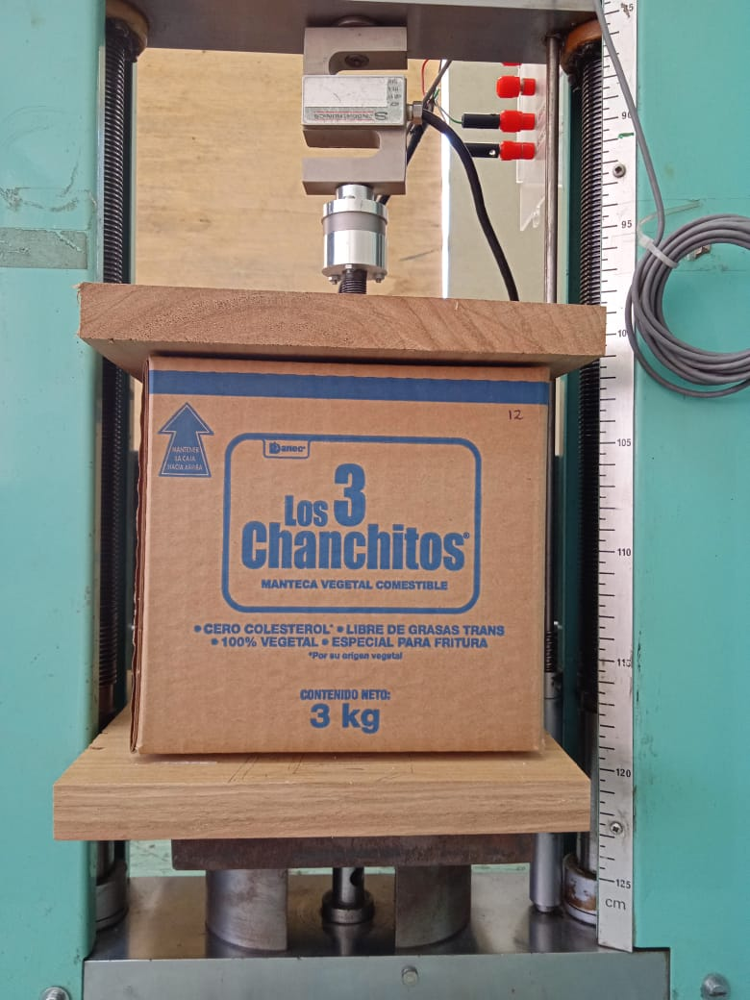 85
90
95
10
105
110
115
120
125
cm
12
MANTENER
LA CAJA
HACIA ARRIBA
Danec®
Los 3
Chanchitos®
MANTECA VEGETAL COMESTIBLE
• CERO COLESTEROL* • LIBRE DE GRASAS TRANS
• 100% VEGETAL • ESPECIAL PARA FRITURA
*Por su origen vegetal
CONTENIDO NETO:
3 kg